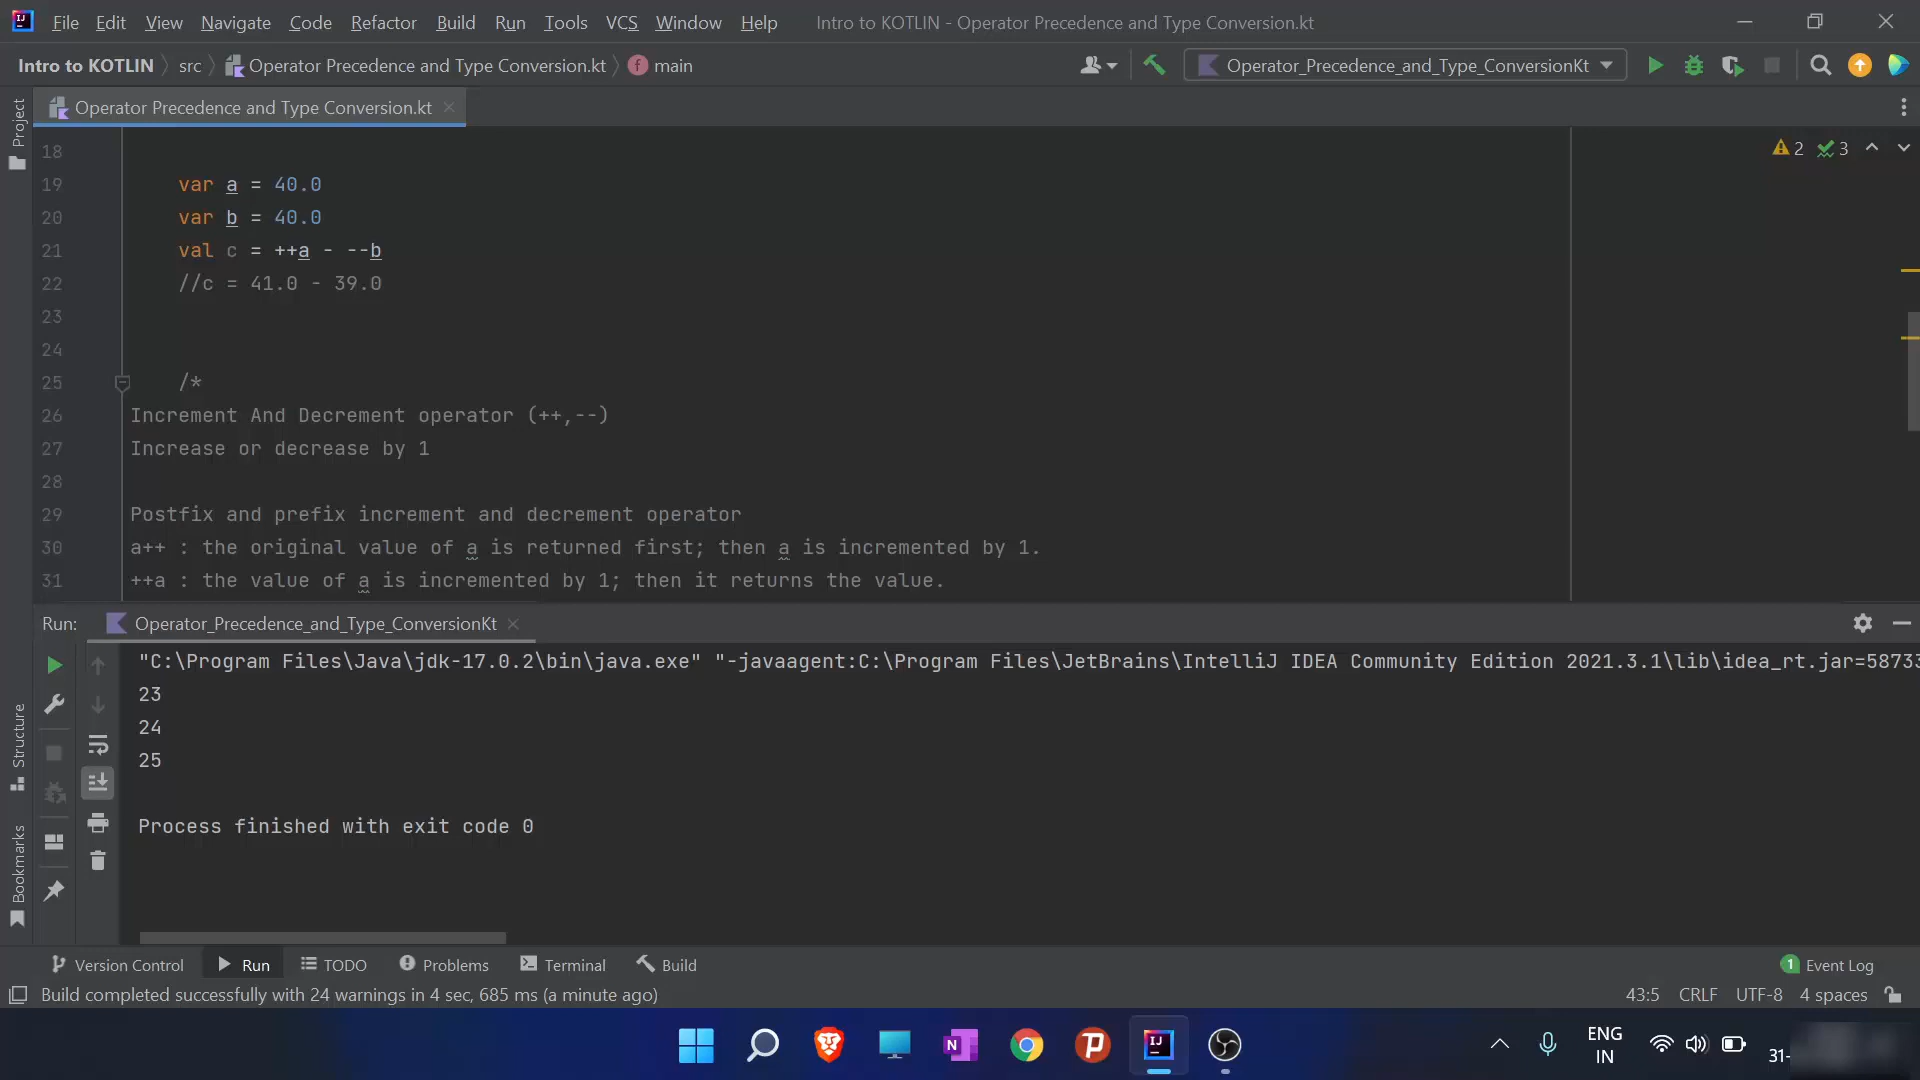 File Edit View Navigate Code Refactor Build Run Tools VCS Window Help Intro to KOTLIN - Operator Precedence and Type Conversion.kt
Intro to KOTLIN src Operator Precedence and Type Conversion.kt f main Operator_Precedence_and_Type_ConversionKt
Project
Operator Precedence and Type Conversion.kt
2 3
18
19 var a = 40.0
20 var b = 40.0
21 val c = ++a - --b
22 //c = 41.0 - 39.0
23
24
25 /*
26 Increment And Decrement operator (++,--)
27 Increase or decrease by 1
28
29 Postfix and prefix increment and decrement operator
30 a++ : the original value of a is returned first; then a is incremented by 1.
31 ++a : the value of a is incremented by 1; then it returns the value.
Run: Operator_Precedence_and_Type_ConversionKt
"C:\Program Files\Java\jdk-17.0.2\bin\java.exe" "-javaagent:C:\Program Files\JetBrains\IntelliJ IDEA Community Edition 2021.3.1\lib\idea_rt.jar=58733
23
24
25
Process finished with exit code 0
Structure
Bookmarks
Version Control Run TODO Problems Terminal Build 1 Event Log
Build completed successfully with 24 warnings in 4 sec, 685 ms (a minute ago) 43:5 CRLF UTF-8 4 spaces
ENG
IN
31-